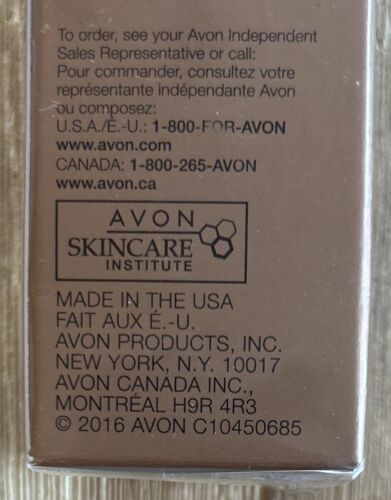 To order, see your Avon Independent
Sales Representative or call:
Pour commander, consultez votre
représentante indépendante Avon
ou composez:
U.S.A./É.-U.: 1-800-FOR-AVON
www.avon.com
CANADA: 1-800-265-AVON
www.avon.ca
AVON
SKINCARE
INSTITUTE
MADE IN THE USA
FAIT AUX É.-U.
AVON PRODUCTS, INC.
NEW YORK, N.Y. 10017
AVON CANADA INC.,
MONTRÉAL H9R 4R3
© 2016 AVON C10450685